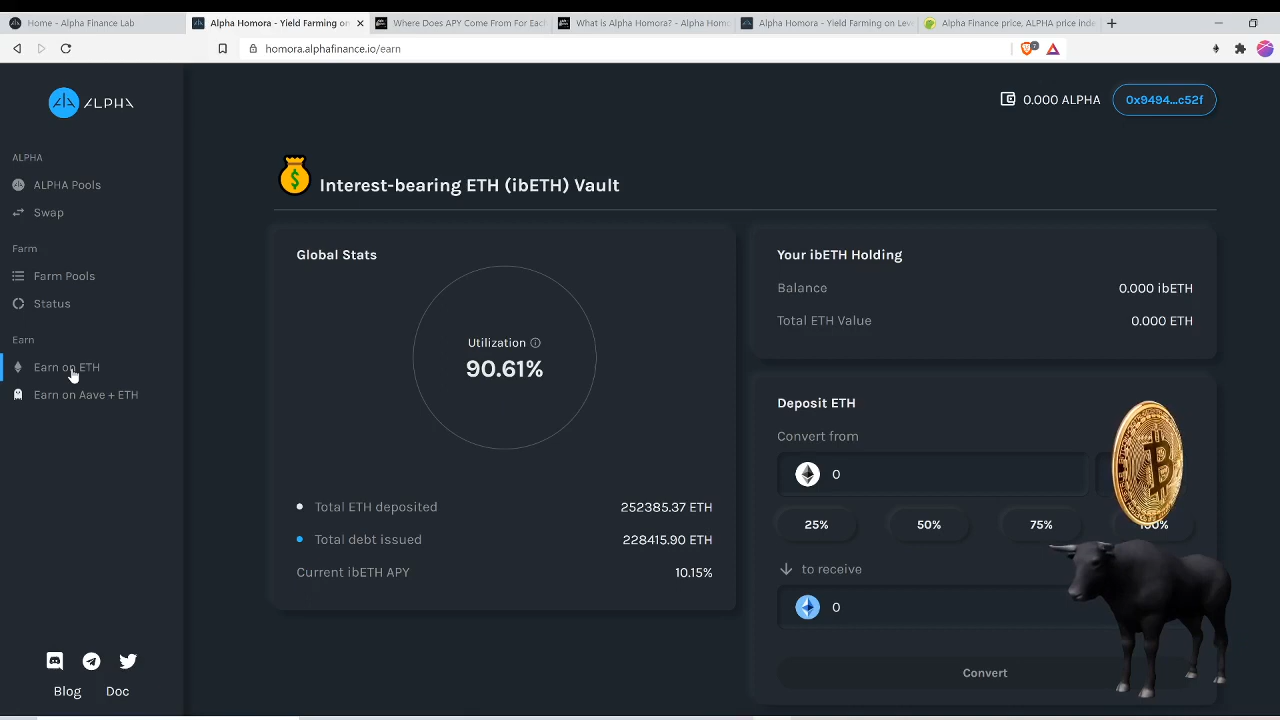 Alpha Finance Lab
Alpha Homora - Yield Farming on
Where Does APY Come From For Eac
What is Alpha Homora? - Alpha Homo
Alpha Homora - Yield Farming on Leve
Alpha Finance price, ALPHA price inde
homora.alphafinance.io/earn
7
ALPHA
0.000 ALPHA
0x9494...c52f
ALPHA
ALPHA Pools
Swap
Farm
Farm Pools
Status
Earn
Earn on ETH
Earn on Aave + ETH
Blog
Doc
Interest-bearing ETH (ibETH) Vault
Global Stats
Utilization
90.61%
Total ETH deposited
252385.37 ETH
Total debt issued
228415.90 ETH
Current ibETH APY
10.15%
Your ibETH Holding
Balance
0.000 ibETH
Total ETH Value
0.000 ETH
Deposit ETH
Convert from
0
25%
50%
75%
to receive
0
Convert